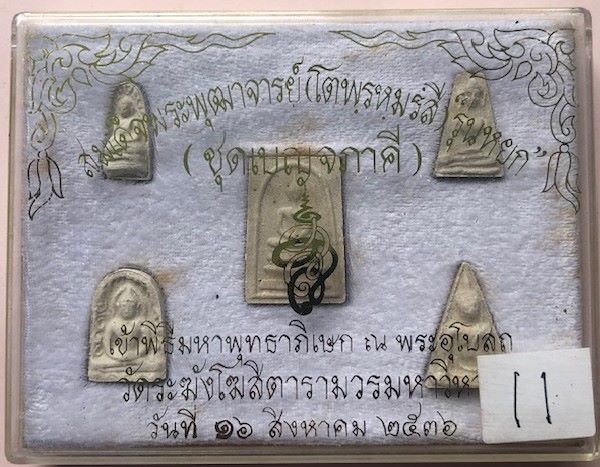 สมเด็จพระพุฒาจารย์ (โตพรหมรังสี
(ชุดเบญจภาคี)
เข้าพิธีมหาพุทธาภิเษก ณ พระอุโบสถ
วัดระฆังโฆสิตารามวรมหาวิหา
วันที่ ๑๖ สิงหาคม ๒๕๓๖
11